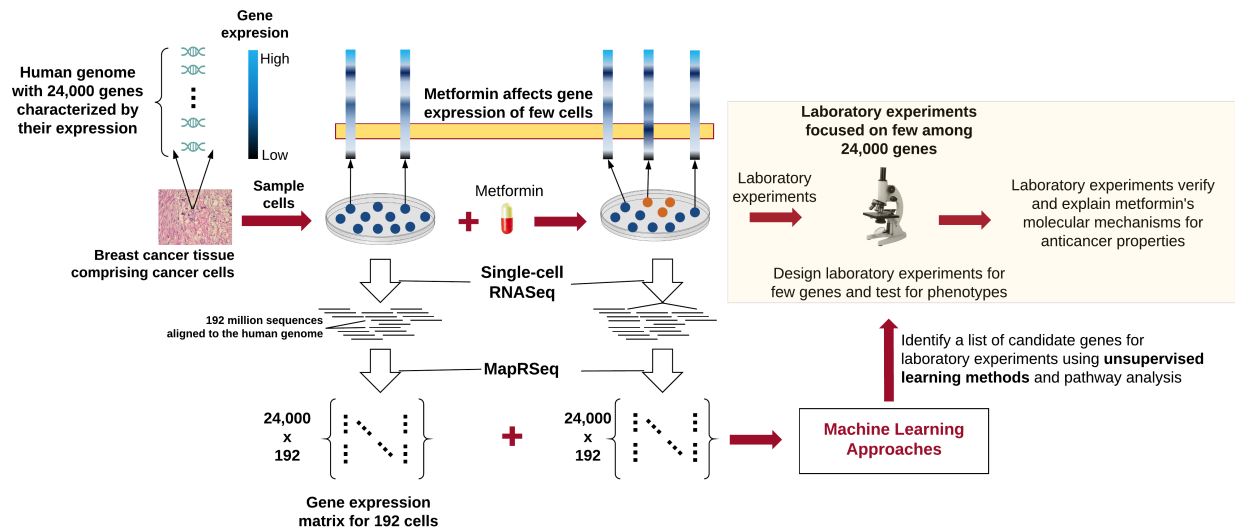 Gene
expresion
High
Low
Human genome
with 24,000 genes
characterized by
their expression
Breast cancer tissue
comprising cancer cells
Sample
cells
Metformin affects gene
expression of few cells
Metformin
Laboratory
experiments
Laboratory experiments
focused on few among
24,000 genes
Laboratory experiments verify
and explain metformin's
molecular mechanisms for
anticancer properties
Design laboratory experiments for
few genes and test for phenotypes
Single-cell
RNASeq
192 million sequences
aligned to the human genome
MapRSeq
24,000
x
192
24,000
x
192
Gene expression
matrix for 192 cells
Machine Learning
Approaches
Identify a list of candidate genes for
laboratory experiments using unsupervised
learning methods and pathway analysis